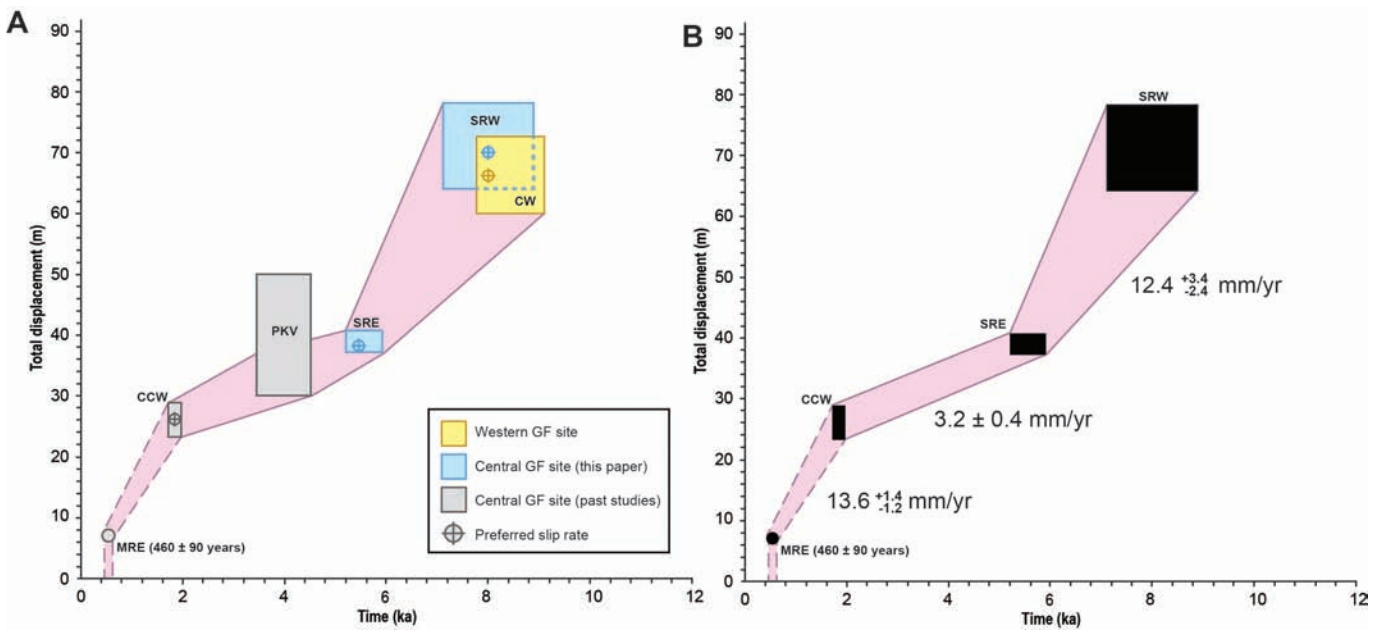 A
Total displacement (m)
90
80
70
60
50
40
30
20
10
0
0 2 4 6 8 10 12
Time (ka)
SRW
CW
PKV
SRE
CCW
MRE (460 ± 90 years)
Western GF site
Central GF site (this paper)
Central GF site (past studies)
Preferred slip rate
B
Total displacement (m)
90
80
70
60
50
40
30
20
10
0
0 2 4 6 8 10 12
Time (ka)
SRW
12.4 +3.4 -2.4 mm/yr
SRE
3.2 ± 0.4 mm/yr
CCW
13.6 +1.4 -1.2 mm/yr
MRE (460 ± 90 years)